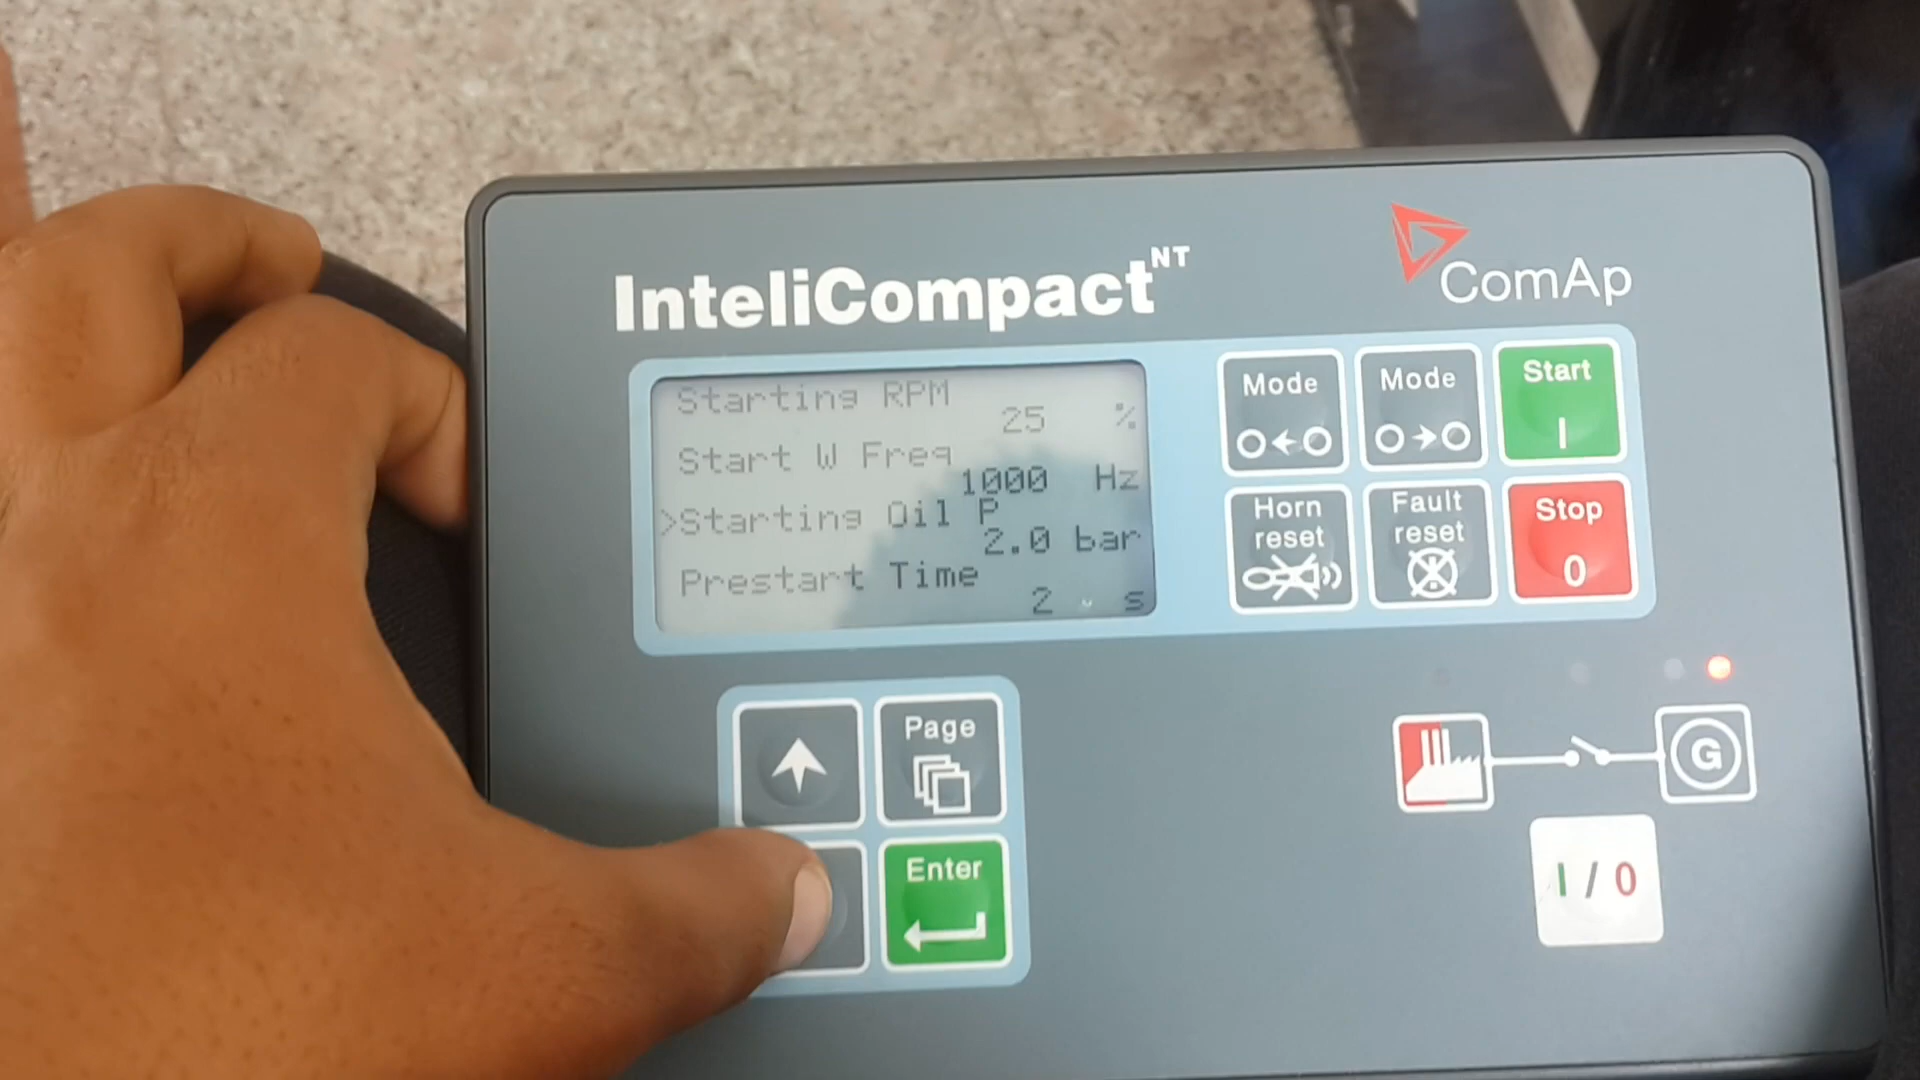 InteliCompact NT
ComAp
Starting RPM
25 %
Start W Freq
1000 Hz
>Starting Oil P
2.0 bar
Prestart Time
2 s
Mode
Mode
Start
I
Horn
reset
Fault
reset
Stop
0
Page
Enter
G
I / 0